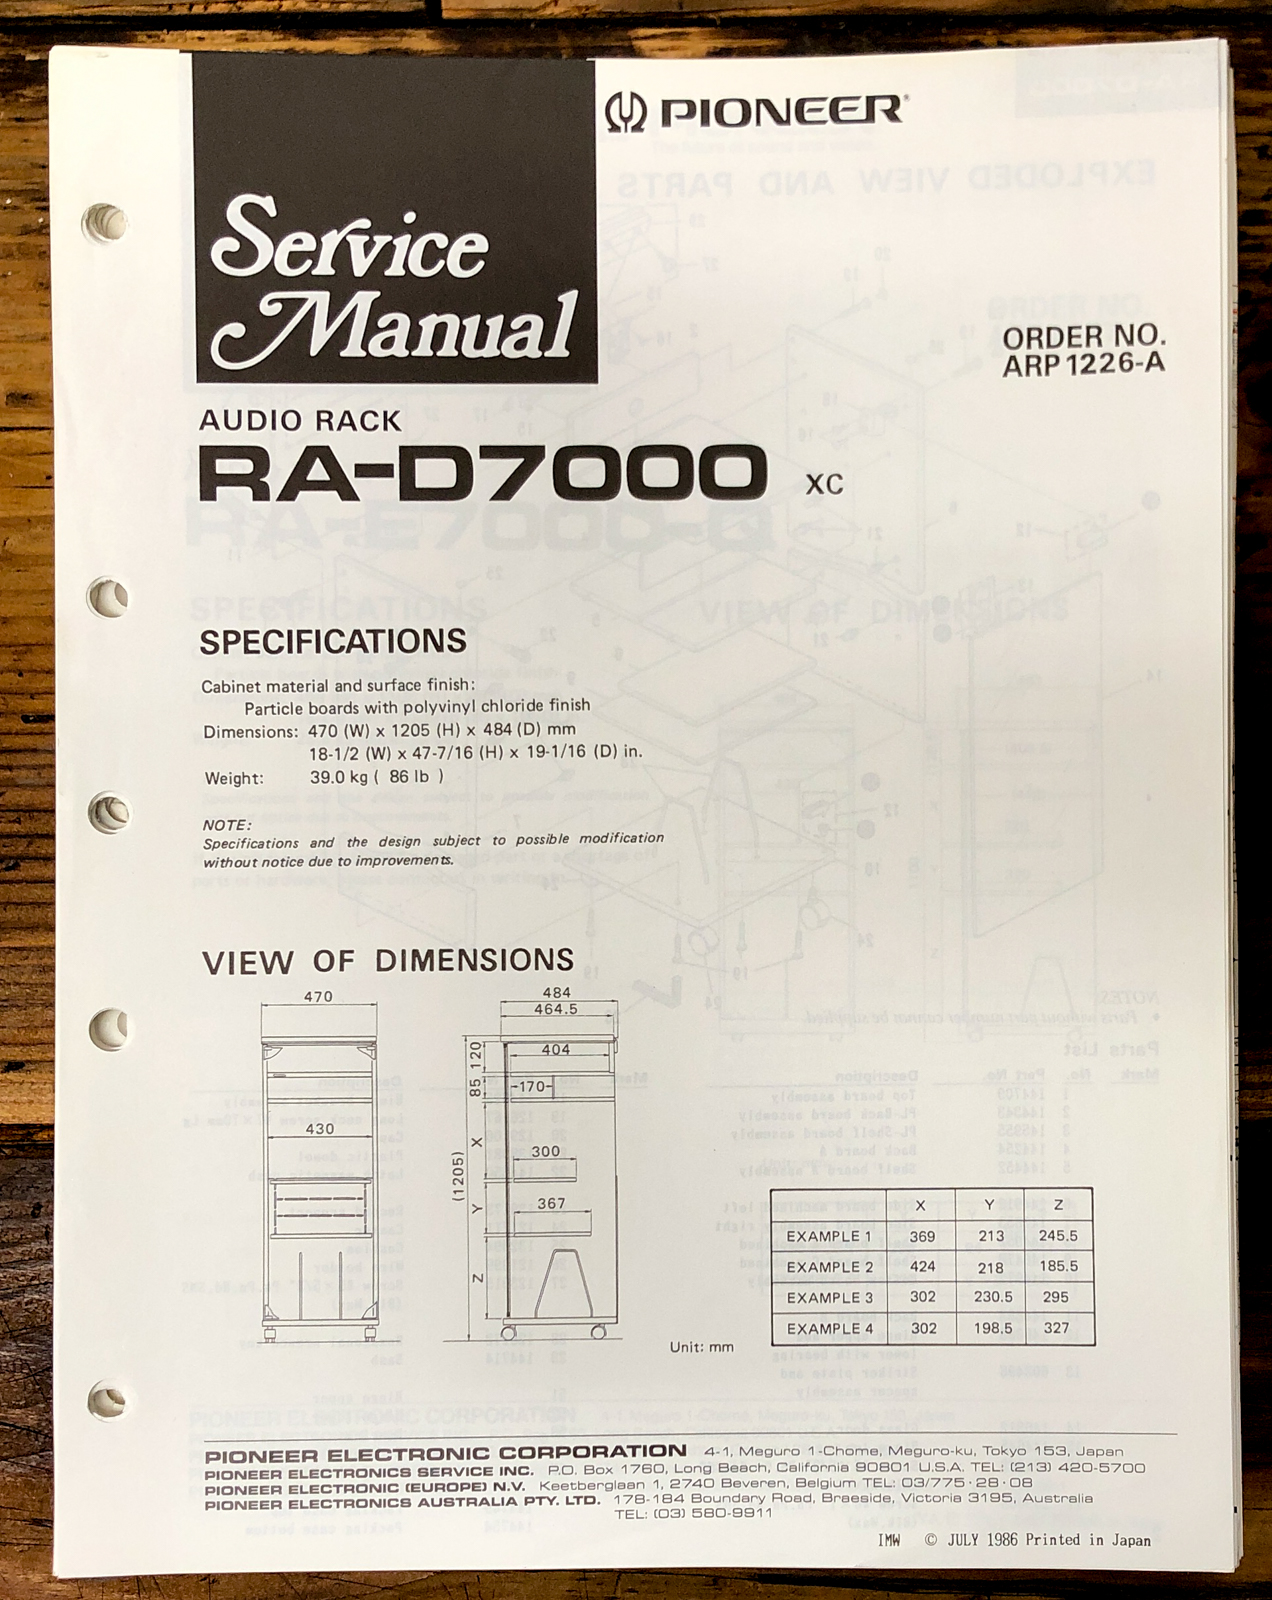 PIONEER
Service
Manual
ORDER NO.
ARP1226-A
AUDIO RACK
RA-D7000 XC
SPECIFICATIONS
Cabinet material and surface finish:
Particle boards with polyvinyl chloride finish
Dimensions: 470 (W) x 1205 (H) x 484 (D) mm
18-1/2 (W) x 47-7/16 (H) x 19-1/16 (D) in.
Weight: 39.0 kg ( 86 lb )
NOTE:
Specifications and the design subject to possible modification
without notice due to improvements.
VIEW OF DIMENSIONS
470
430
484
464.5
404
120
85
170
X
300
(1205)
Y
367
Z
X Y Z
EXAMPLE 1 369 213 245.5
EXAMPLE 2 424 218 185.5
EXAMPLE 3 302 230.5 295
EXAMPLE 4 302 198.5 327
Unit: mm
PIONEER ELECTRONIC CORPORATION 4-1, Meguro 1-Chome, Meguro-ku, Tokyo 153, Japan
PIONEER ELECTRONICS SERVICE INC. P.O. Box 1760, Long Beach, California 90801 U.S.A. TEL: (213) 420-5700
PIONEER ELECTRONIC (EUROPE) N.V. Keetberglaan 1, 2740 Beveren, Belgium TEL: 03/775·28·08
PIONEER ELECTRONICS AUSTRALIA PTY. LTD. 178-184 Boundary Road, Braeside, Victoria 3195, Australia
TEL: (03) 580-9911
IMW © JULY 1986 Printed in Japan